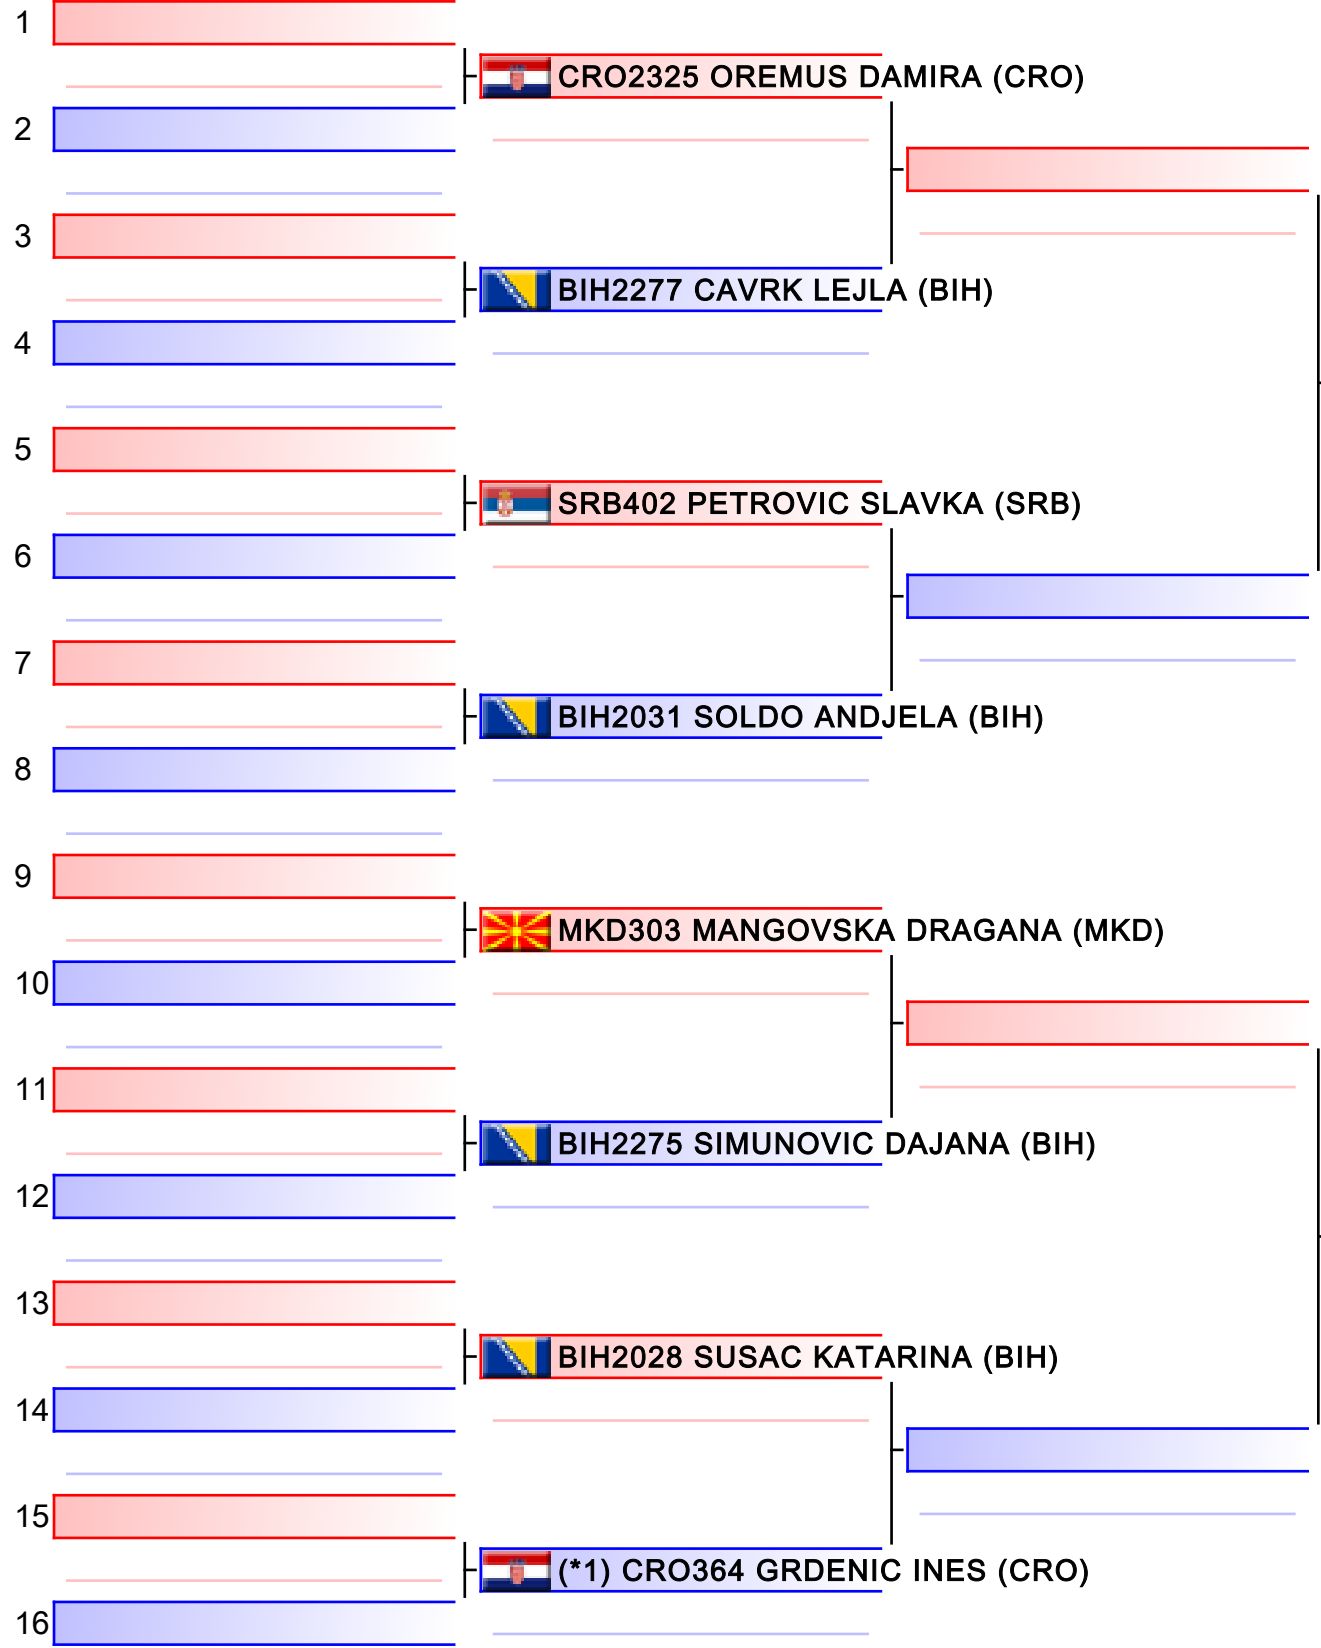 1
CRO2325 OREMUS DAMIRA (CRO)
2
3
BIH2277 CAVRK LEJLA (BIH)
4
5
SRB402 PETROVIC SLAVKA (SRB)
6
7
BIH2031 SOLDO ANDJELA (BIH)
8
9
MKD303 MANGOVSKA DRAGANA (MKD)
10
11
BIH2275 SIMUNOVIC DAJANA (BIH)
12
13
BIH2028 SUSAC KATARINA (BIH)
14
15
(*1) CRO364 GRDENIC INES (CRO)
16